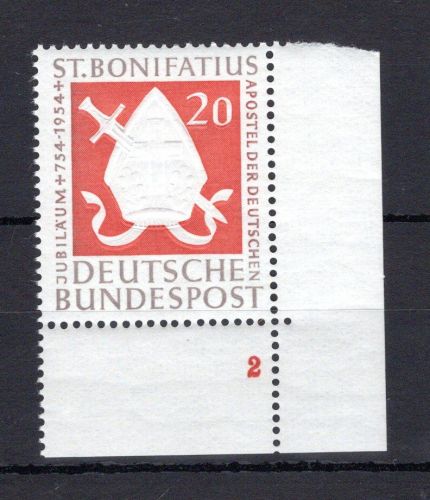 ST. BONIFATIUS
JUBILÄUM + 754-1954 +
20
APOSTEL DER DEUTSCHEN
DEUTSCHE
BUNDESPOST
2